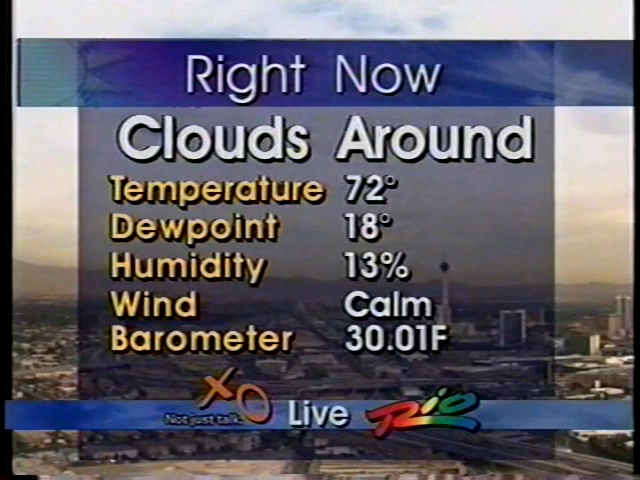 Right Now
Clouds Around
Temperature 72°
Dewpoint 18°
Humidity 13%
Wind Calm
Barometer 30.01F
XO
Not just talk. Live Rio